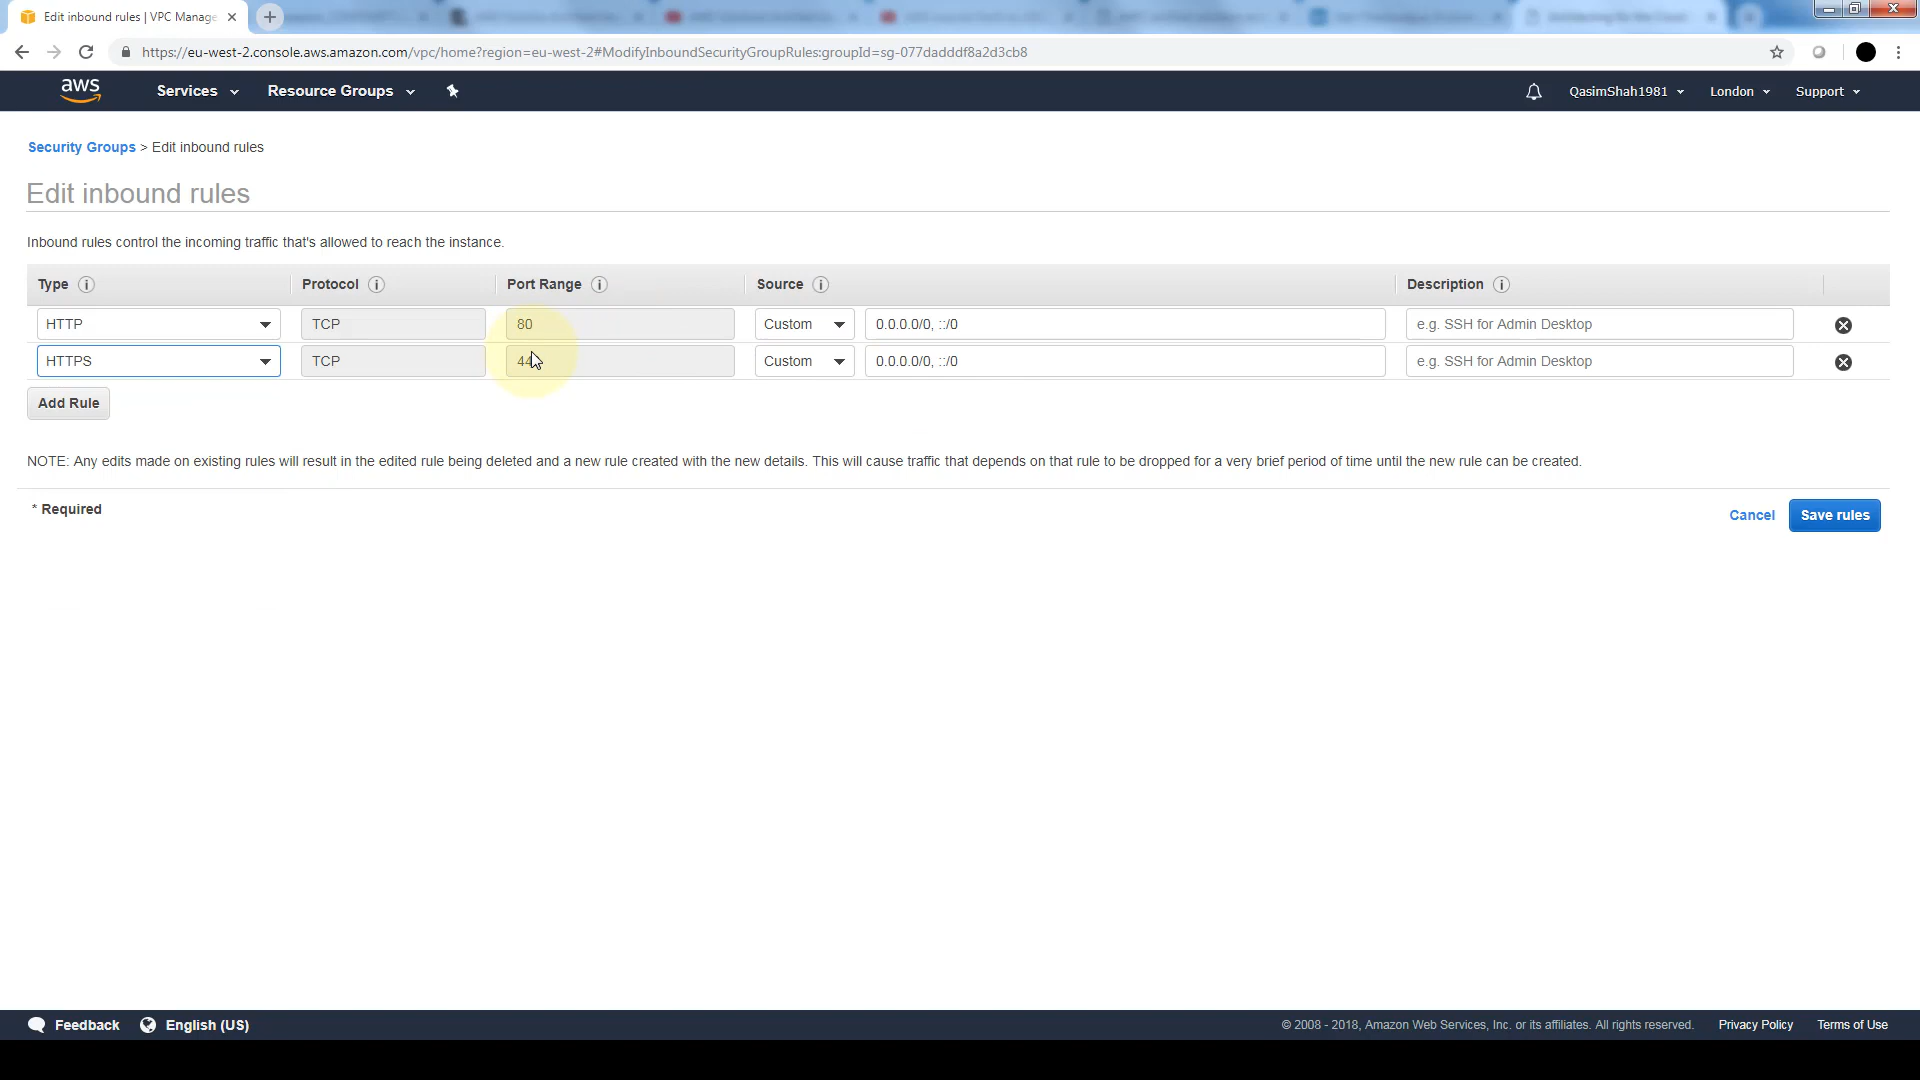 Edit inbound rules | VPC Manage
https://eu-west-2.console.aws.amazon.com/vpc/home?region=eu-west-2#ModifyInboundSecurityGroupRules:groupId=sg-077dadddf8a2d3cb8
aws Services Resource Groups QasimShah1981 London Support
Security Groups > Edit inbound rules
Edit inbound rules
Inbound rules control the incoming traffic that's allowed to reach the instance.
Type Protocol Port Range Source Description
HTTP TCP 80 Custom 0.0.0.0/0, ::/0 e.g. SSH for Admin Desktop
HTTPS TCP 44 Custom 0.0.0.0/0, ::/0 e.g. SSH for Admin Desktop
Add Rule
NOTE: Any edits made on existing rules will result in the edited rule being deleted and a new rule created with the new details. This will cause traffic that depends on that rule to be dropped for a very brief period of time until the new rule can be created.
* Required
Cancel Save rules
Feedback English (US) © 2008 - 2018, Amazon Web Services, Inc. or its affiliates. All rights reserved. Privacy Policy Terms of Use